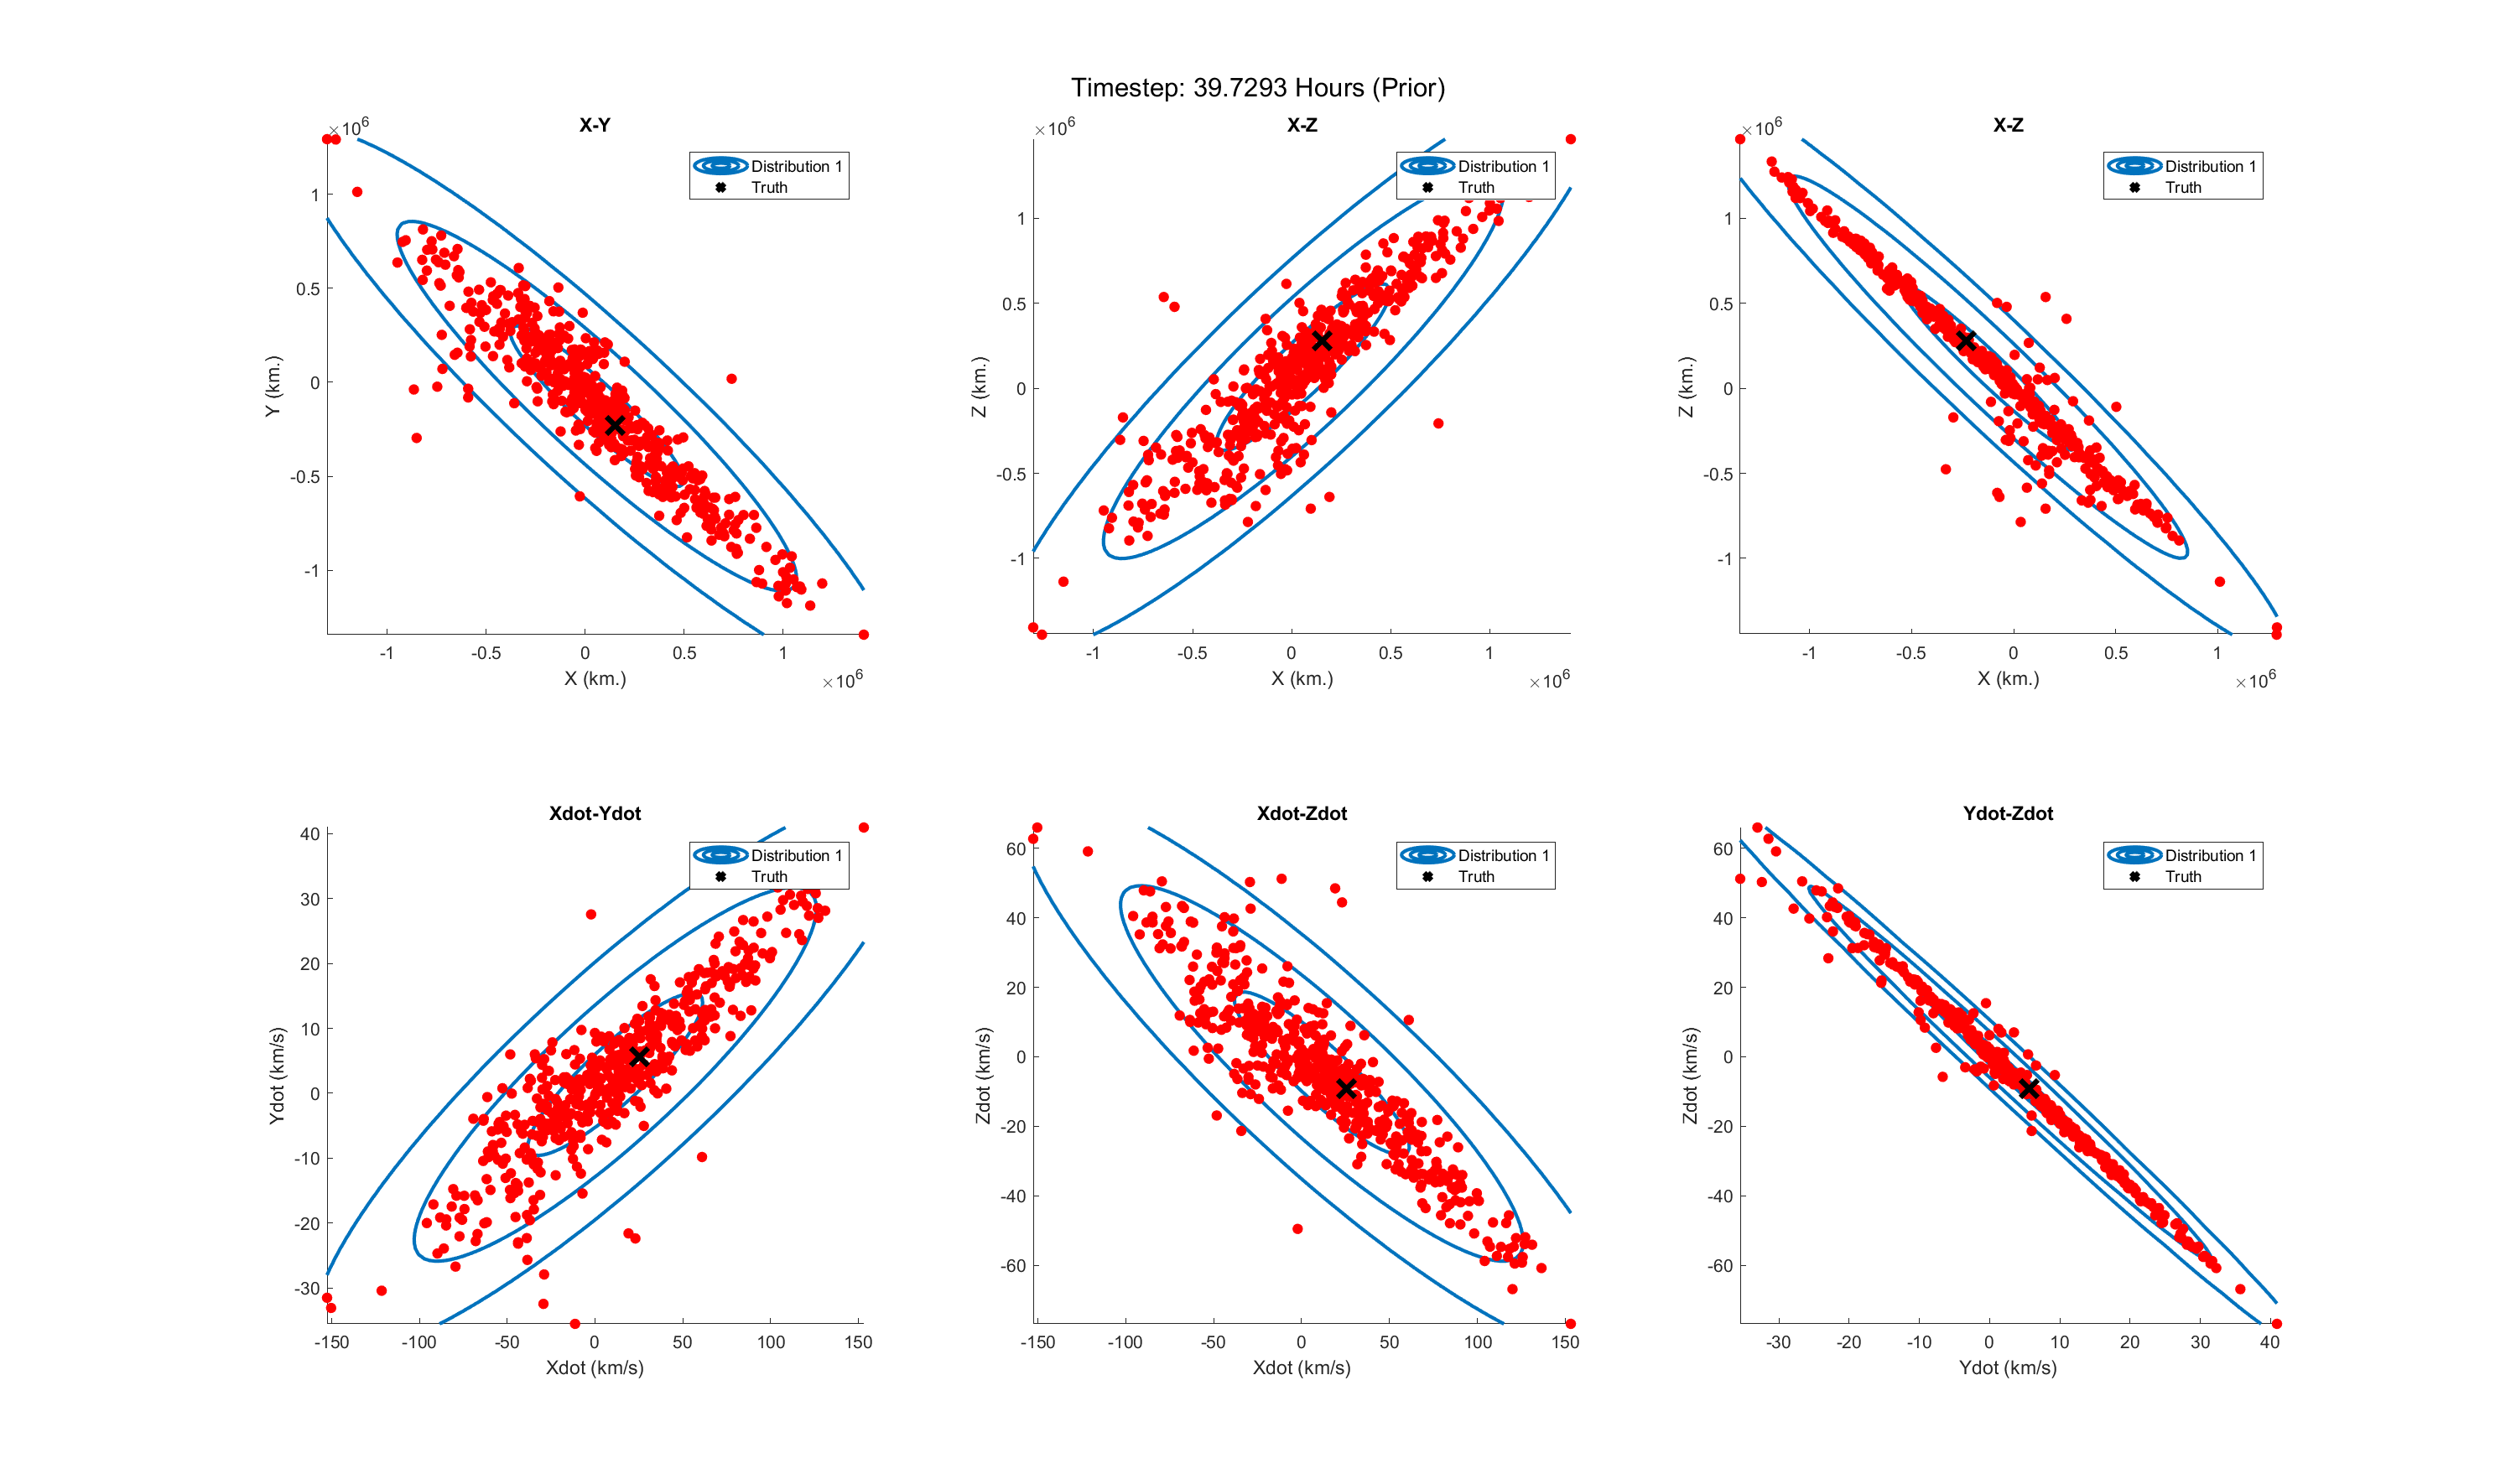 Timestep: 39.7293 Hours (Prior)
X-Y
×10^6
Distribution 1
Truth
1
0.5
0
-0.5
-1
Y (km.)
-1 -0.5 0 0.5 1
X (km.)
×10^6
X-Z
×10^6
Distribution 1
Truth
1
0.5
0
-0.5
-1
Z (km.)
-1 -0.5 0 0.5 1
X (km.)
×10^6
X-Z
×10^6
Distribution 1
Truth
1
0.5
0
-0.5
-1
Z (km.)
-1 -0.5 0 0.5 1
X (km.)
×10^6
Xdot-Ydot
Distribution 1
Truth
40
30
20
10
0
-10
-20
-30
Ydot (km/s)
-150 -100 -50 0 50 100 150
Xdot (km/s)
Xdot-Zdot
Distribution 1
Truth
60
40
20
0
-20
-40
-60
Zdot (km/s)
-150 -100 -50 0 50 100 150
Xdot (km/s)
Ydot-Zdot
Distribution 1
Truth
60
40
20
0
-20
-40
-60
Zdot (km/s)
-30 -20 -10 0 10 20 30 40
Ydot (km/s)